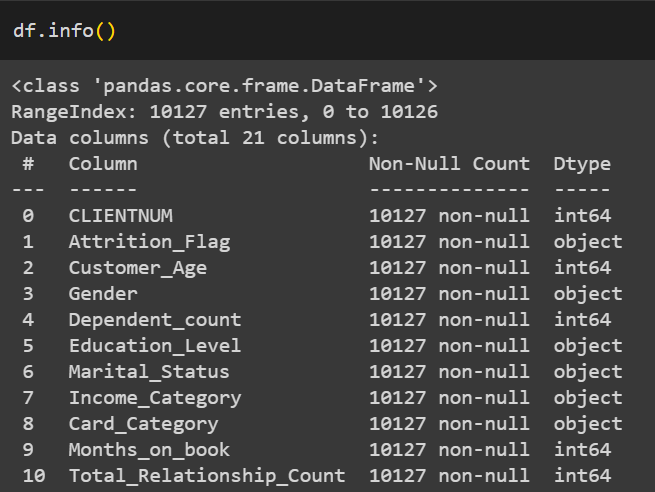 df.info()
<class 'pandas.core.frame.DataFrame'>
RangeIndex: 10127 entries, 0 to 10126
Data columns (total 21 columns):
 #   Column                    Non-Null Count  Dtype
---  ------                    --------------  -----
 0   CLIENTNUM                 10127 non-null  int64
 1   Attrition_Flag            10127 non-null  object
 2   Customer_Age              10127 non-null  int64
 3   Gender                    10127 non-null  object
 4   Dependent_count           10127 non-null  int64
 5   Education_Level           10127 non-null  object
 6   Marital_Status            10127 non-null  object
 7   Income_Category           10127 non-null  object
 8   Card_Category             10127 non-null  object
 9   Months_on_book            10127 non-null  int64
 10  Total_Relationship_Count  10127 non-null  int64